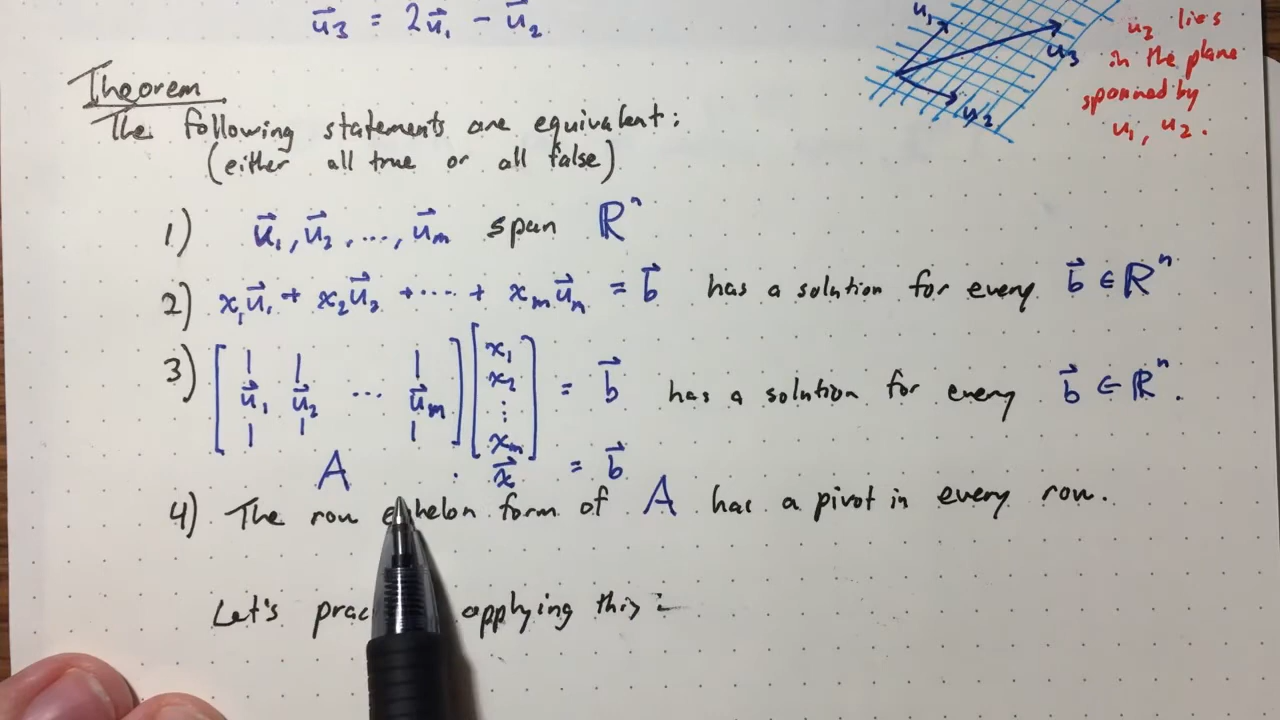 u⃗3 = 2u⃗1 - u⃗2
u1
u3
u2
u2 lies
in the plane
spanned by
u1, u2.
Theorem
The following statements are equivalent:
(either all true or all false)
1) u⃗1, u⃗2, ..., u⃗m span ℝⁿ
2) x1u⃗1 + x2u⃗2 + ... + xmu⃗n = b⃗ has a solution for every b⃗ ∈ ℝⁿ
3) [u⃗1 u⃗2 ... u⃗m] [x1 x2 ⋮ xm] = b⃗ has a solution for every b⃗ ∈ ℝⁿ.
A · x⃗ = b⃗
4) The row form of A has a pivot in every row.
Let's applying this: